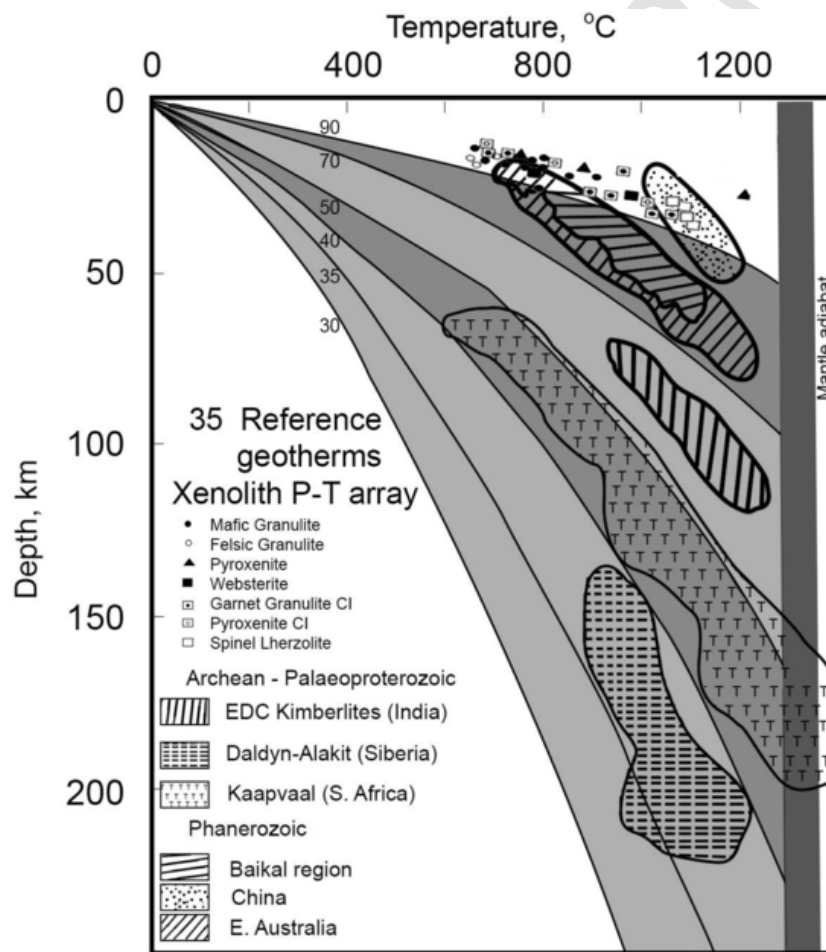 Temperature, °C
0 400 800 1200
0
50
100
150
200
Depth, km
90
70
50
40
35
30
Mantle adiabat
35 Reference
geotherms
Xenolith P-T array
Mafic Granulite
Felsic Granulite
Pyroxenite
Websterite
Garnet Granulite CI
Pyroxenite CI
Spinel Lherzolite
Archean - Palaeoproterozoic
EDC Kimberlites (India)
Daldyn-Alakit (Siberia)
Kaapvaal (S. Africa)
Phanerozoic
Baikal region
China
E. Australia